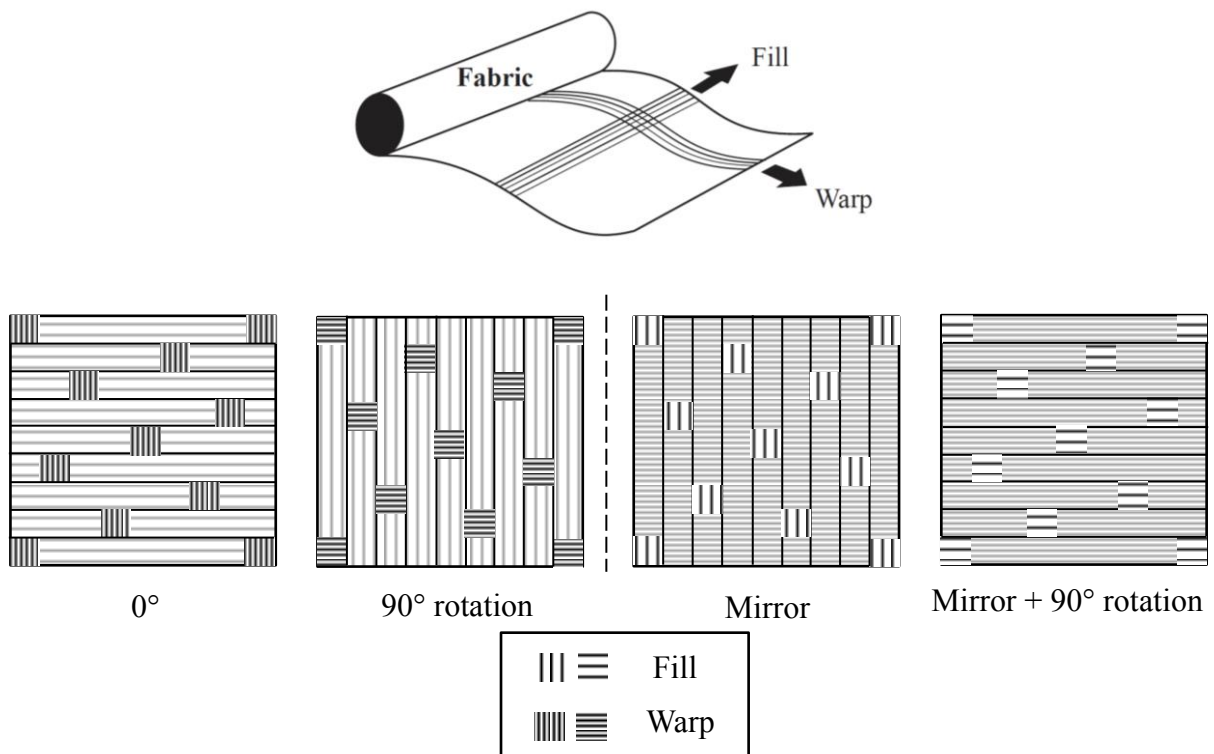 Fabric
Fill
Warp
0°
90° rotation
Mirror
Mirror + 90° rotation
Fill
Warp